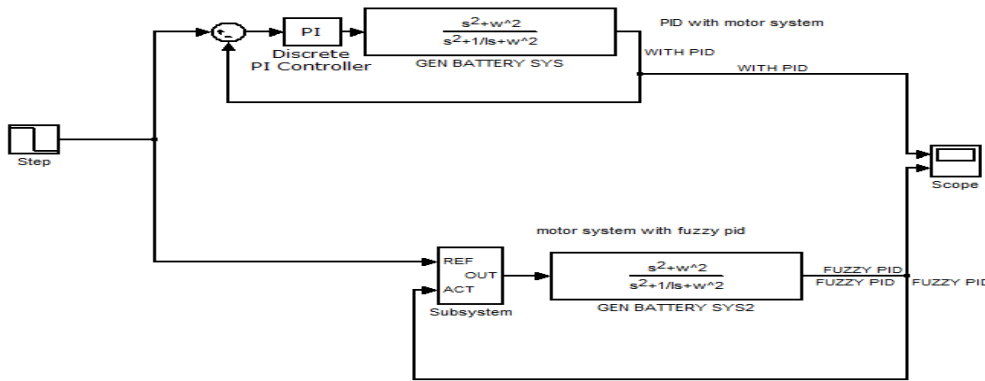 s^2+w^2
s^2+1/ls+w^2
PID with motor system
PI
Discrete
PI Controller
GEN BATTERY SYS
WITH PID
WITH PID
Step
Scope
motor system with fuzzy pid
REF
OUT
ACT
Subsystem
s^2+w^2
s^2+1/ls+w^2
GEN BATTERY SYS2
FUZZY PID
FUZZY PID
FUZZY PID